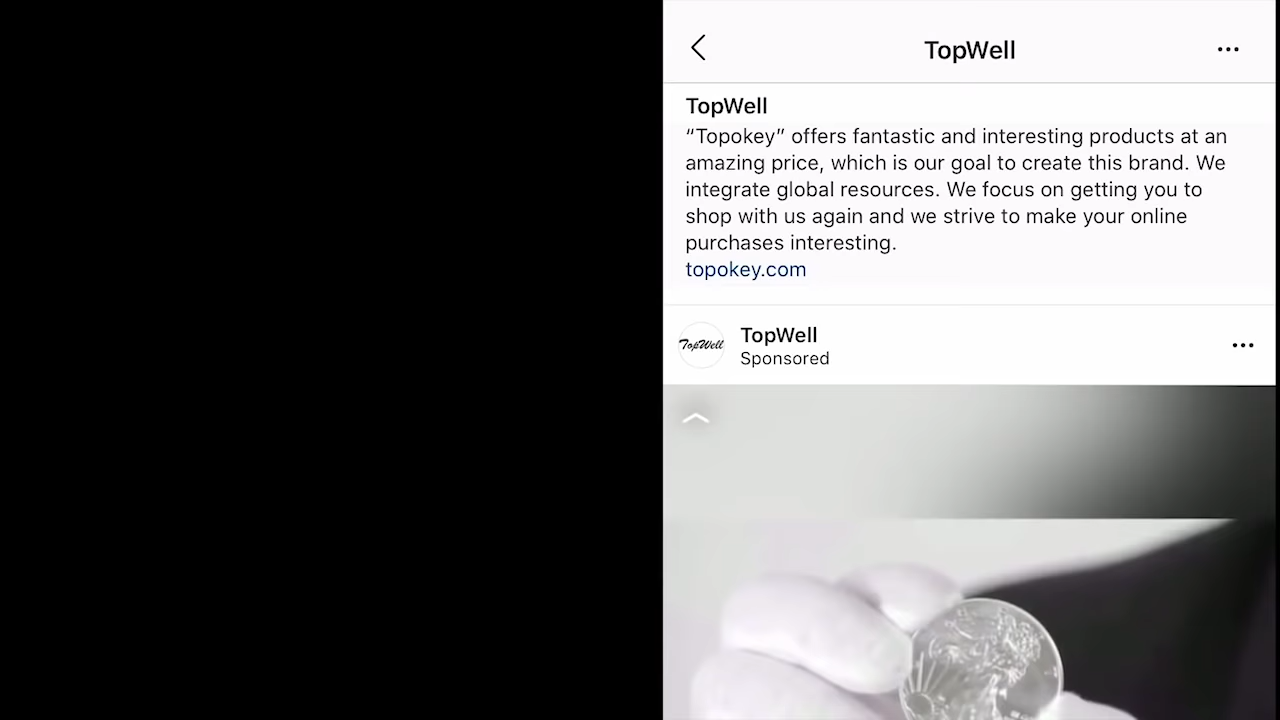 TopWell
TopWell
“Topokey” offers fantastic and interesting products at an
amazing price, which is our goal to create this brand. We
integrate global resources. We focus on getting you to
shop with us again and we strive to make your online
purchases interesting.
topokey.com
TopWell
TopWell
Sponsored